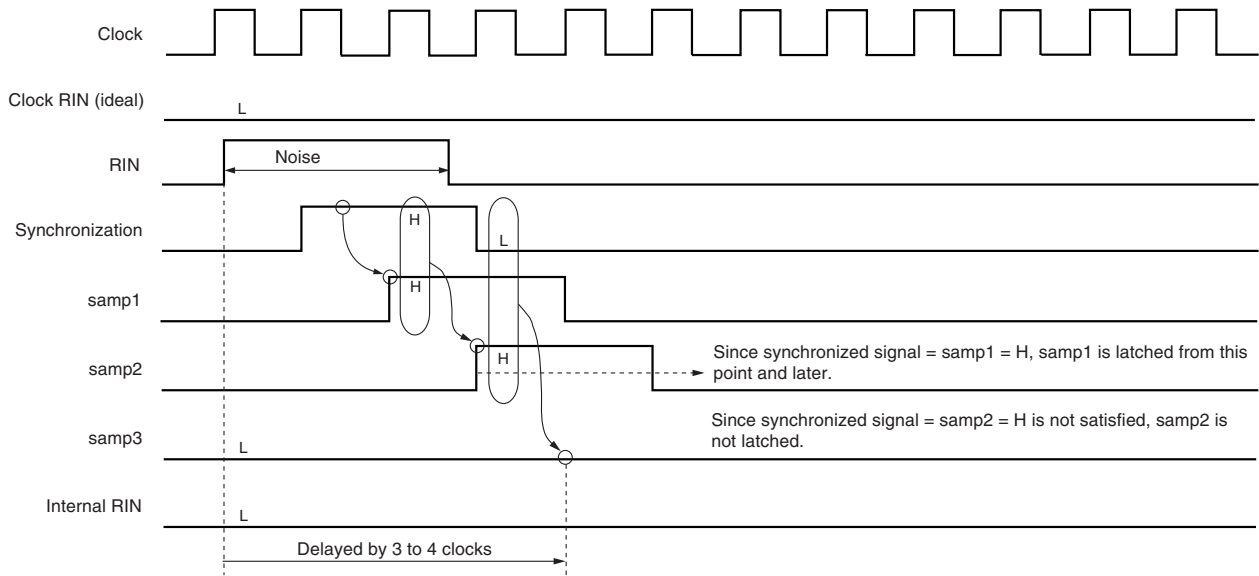 Clock
Clock RIN (ideal)
L
RIN
Noise
Synchronization
H
L
samp1
H
samp2
H
Since synchronized signal = samp1 = H, samp1 is latched from this
point and later.
Since synchronized signal = samp2 = H is not satisfied, samp2 is
not latched.
samp3
L
Internal RIN
L
Delayed by 3 to 4 clocks